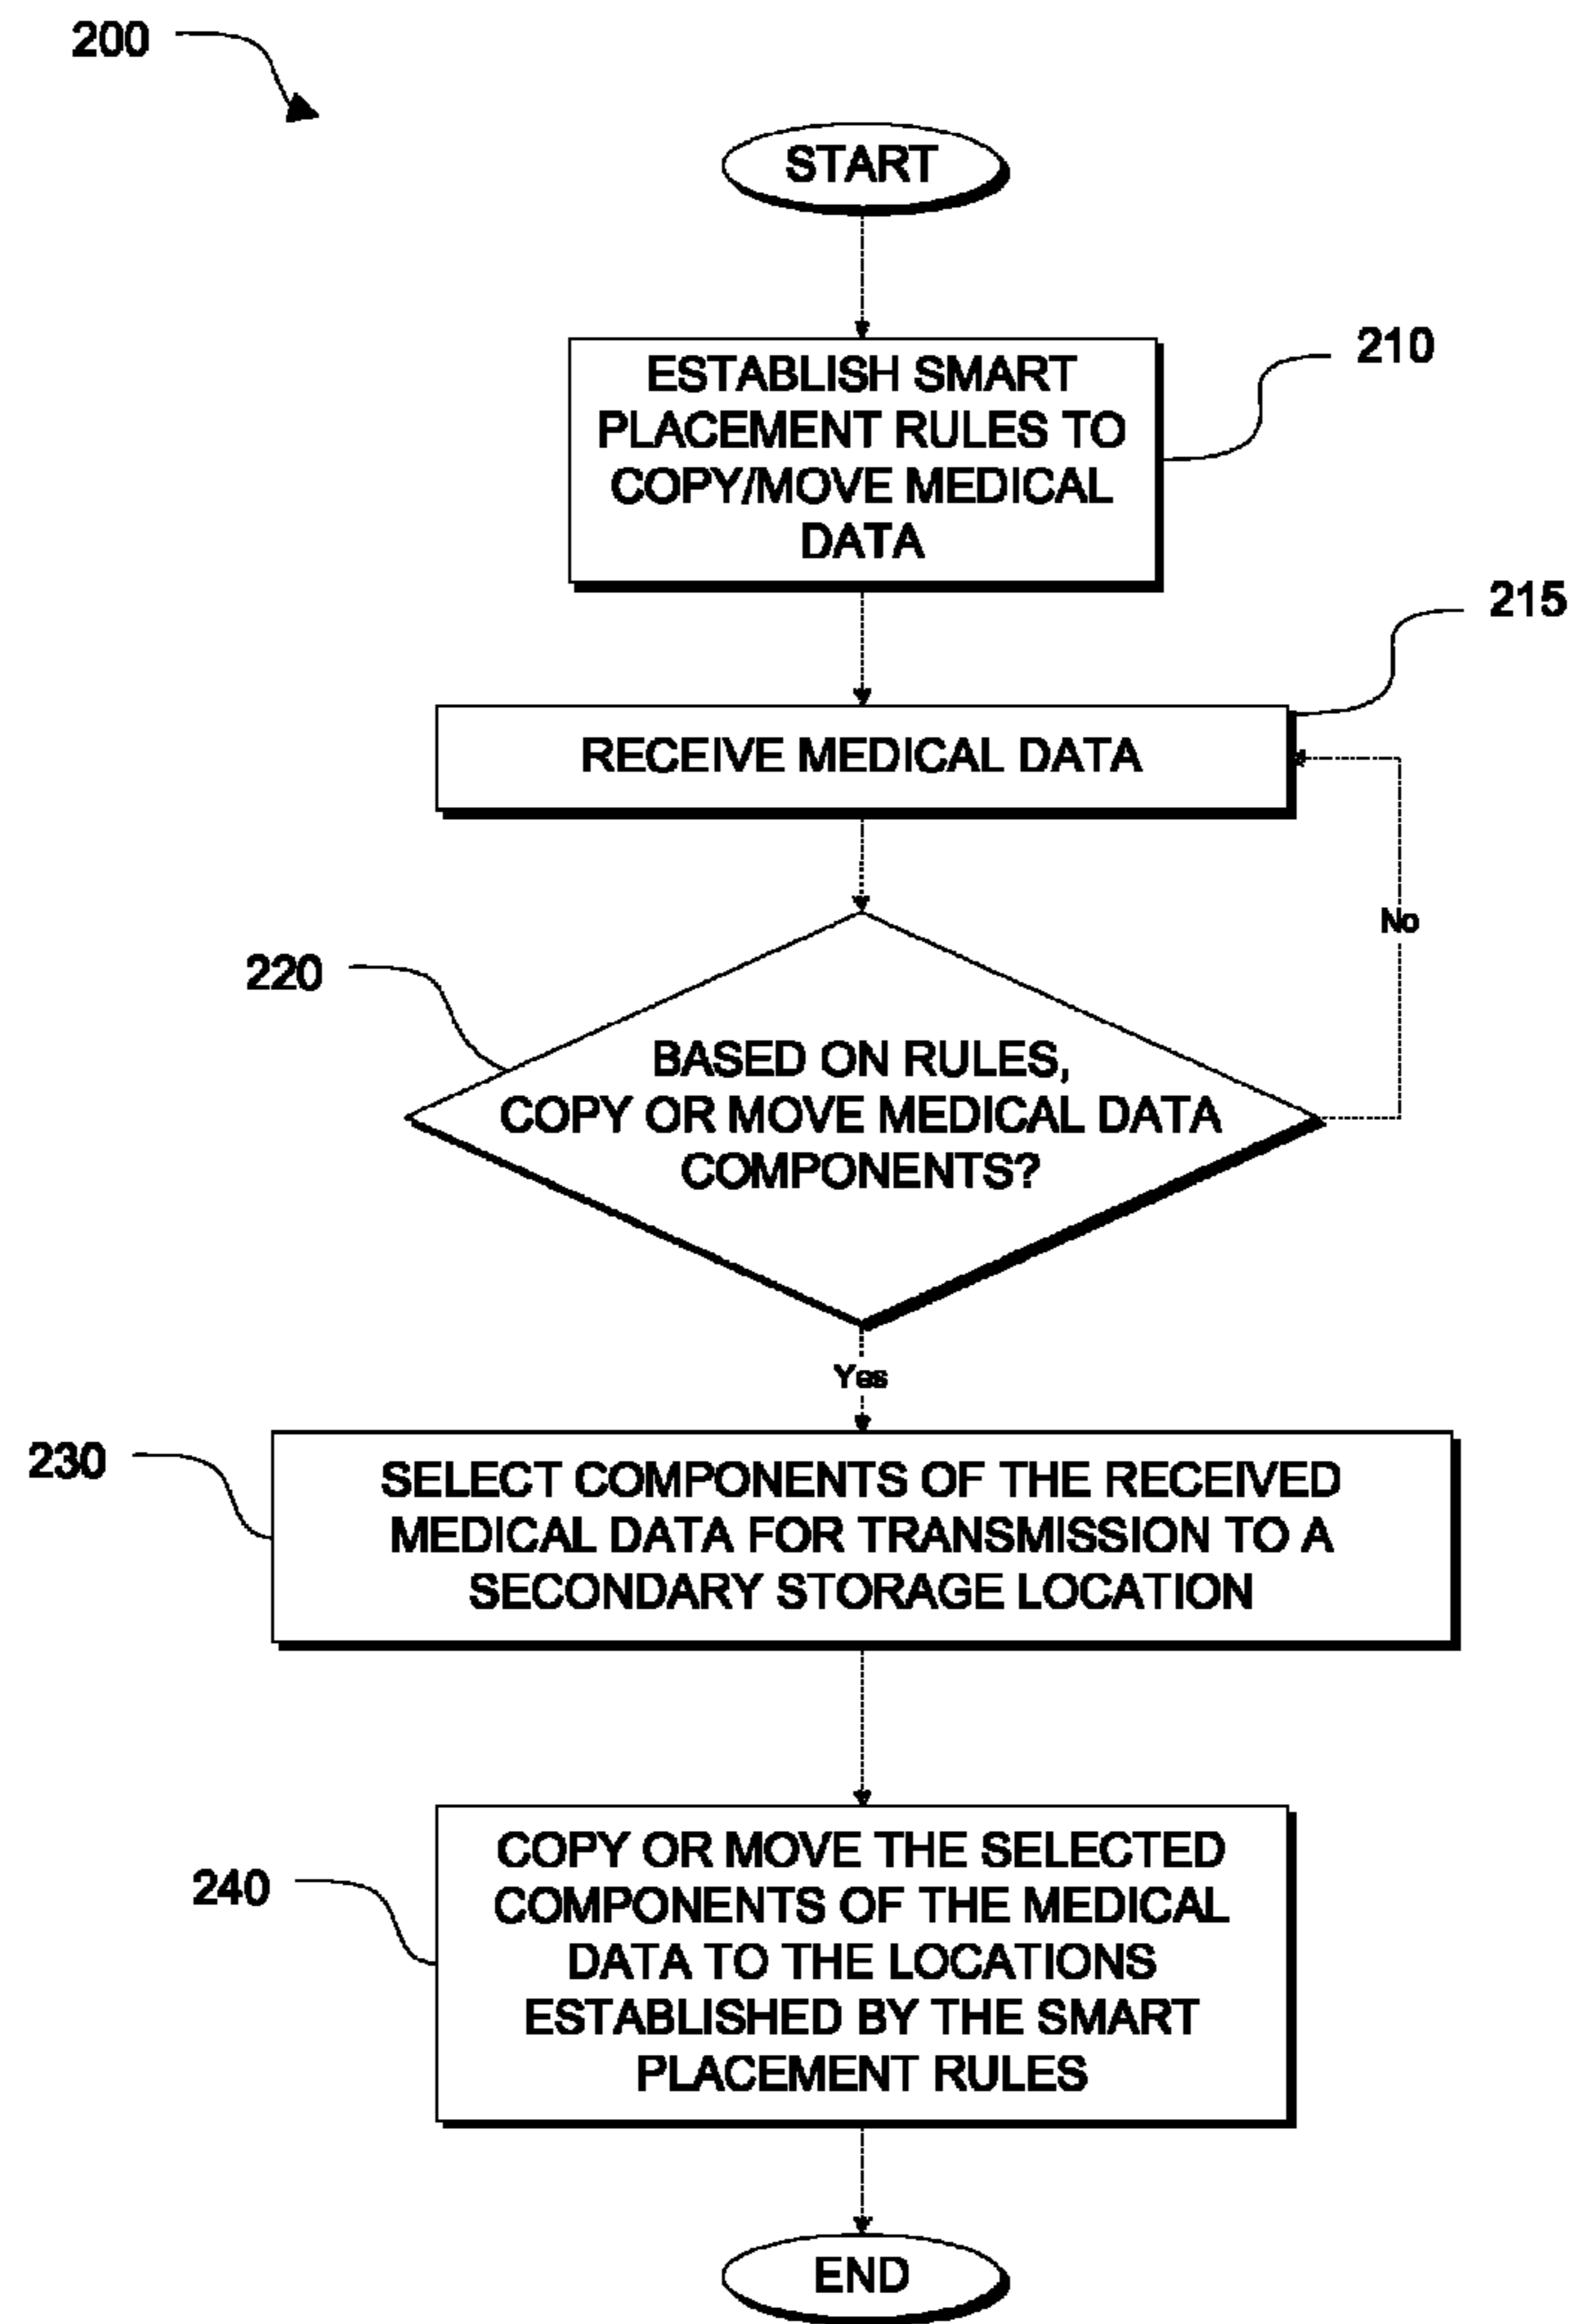 200
START
ESTABLISH SMART
PLACEMENT RULES TO
COPY/MOVE MEDICAL
DATA
210
215
RECEIVE MEDICAL DATA
No
220
BASED ON RULES,
COPY OR MOVE MEDICAL DATA
COMPONENTS?
Yes
230
SELECT COMPONENTS OF THE RECEIVED
MEDICAL DATA FOR TRANSMISSION TO A
SECONDARY STORAGE LOCATION
240
COPY OR MOVE THE SELECTED
COMPONENTS OF THE MEDICAL
DATA TO THE LOCATIONS
ESTABLISHED BY THE SMART
PLACEMENT RULES
END